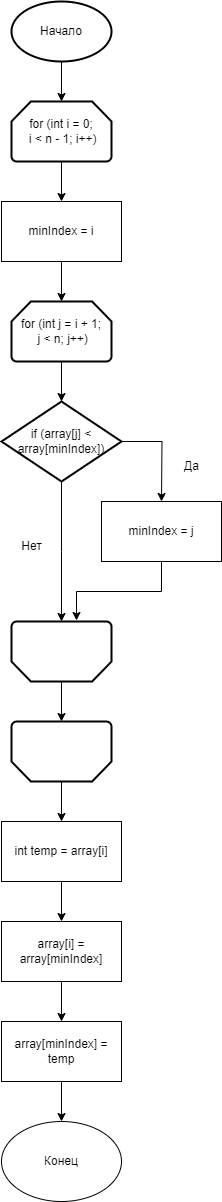 Начало
for (int i = 0;
i < n - 1; i++)
minIndex = i
for (int j = i + 1;
j < n; j++)
if (array[j] <
array[minIndex])
Да
minIndex = j
Нет
int temp = array[i]
array[i] =
array[minIndex]
array[minIndex] =
temp
Конец